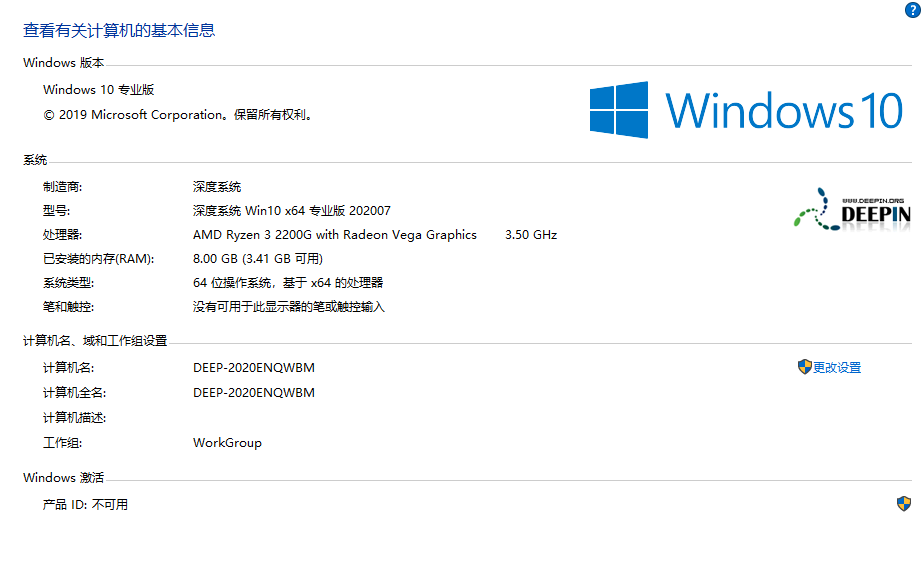 ?
查看有关计算机的基本信息
Windows 版本
Windows 10 专业版
© 2019 Microsoft Corporation。保留所有权利。
Windows 10
系统
制造商: 深度系统
型号: 深度系统 Win10 x64 专业版 202007
处理器: AMD Ryzen 3 2200G with Radeon Vega Graphics 3.50 GHz
已安装的内存(RAM): 8.00 GB (3.41 GB 可用)
系统类型: 64 位操作系统，基于 x64 的处理器
笔和触控: 没有可用于此显示器的笔或触控输入
WWW.DEEPIN.ORG
DEEPIN
计算机名、域和工作组设置
计算机名: DEEP-2020ENQWBM 更改设置
计算机全名: DEEP-2020ENQWBM
计算机描述:
工作组: WorkGroup
Windows 激活
产品 ID: 不可用